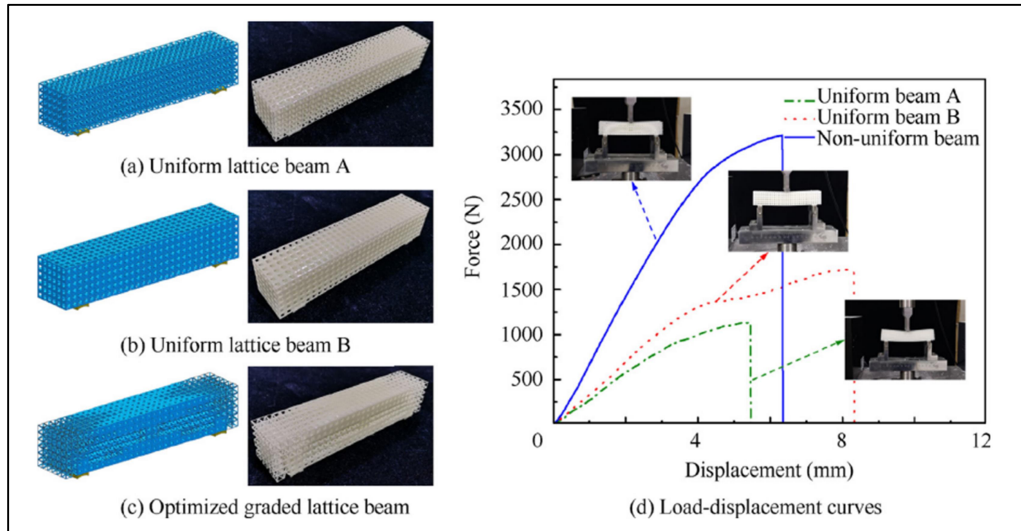 (a) Uniform lattice beam A
(b) Uniform lattice beam B
(c) Optimized graded lattice beam
Uniform beam A
Uniform beam B
Non-uniform beam
Force (N)
3500
3000
2500
2000
1500
1000
500
0
4
8
12
Displacement (mm)
(d) Load-displacement curves